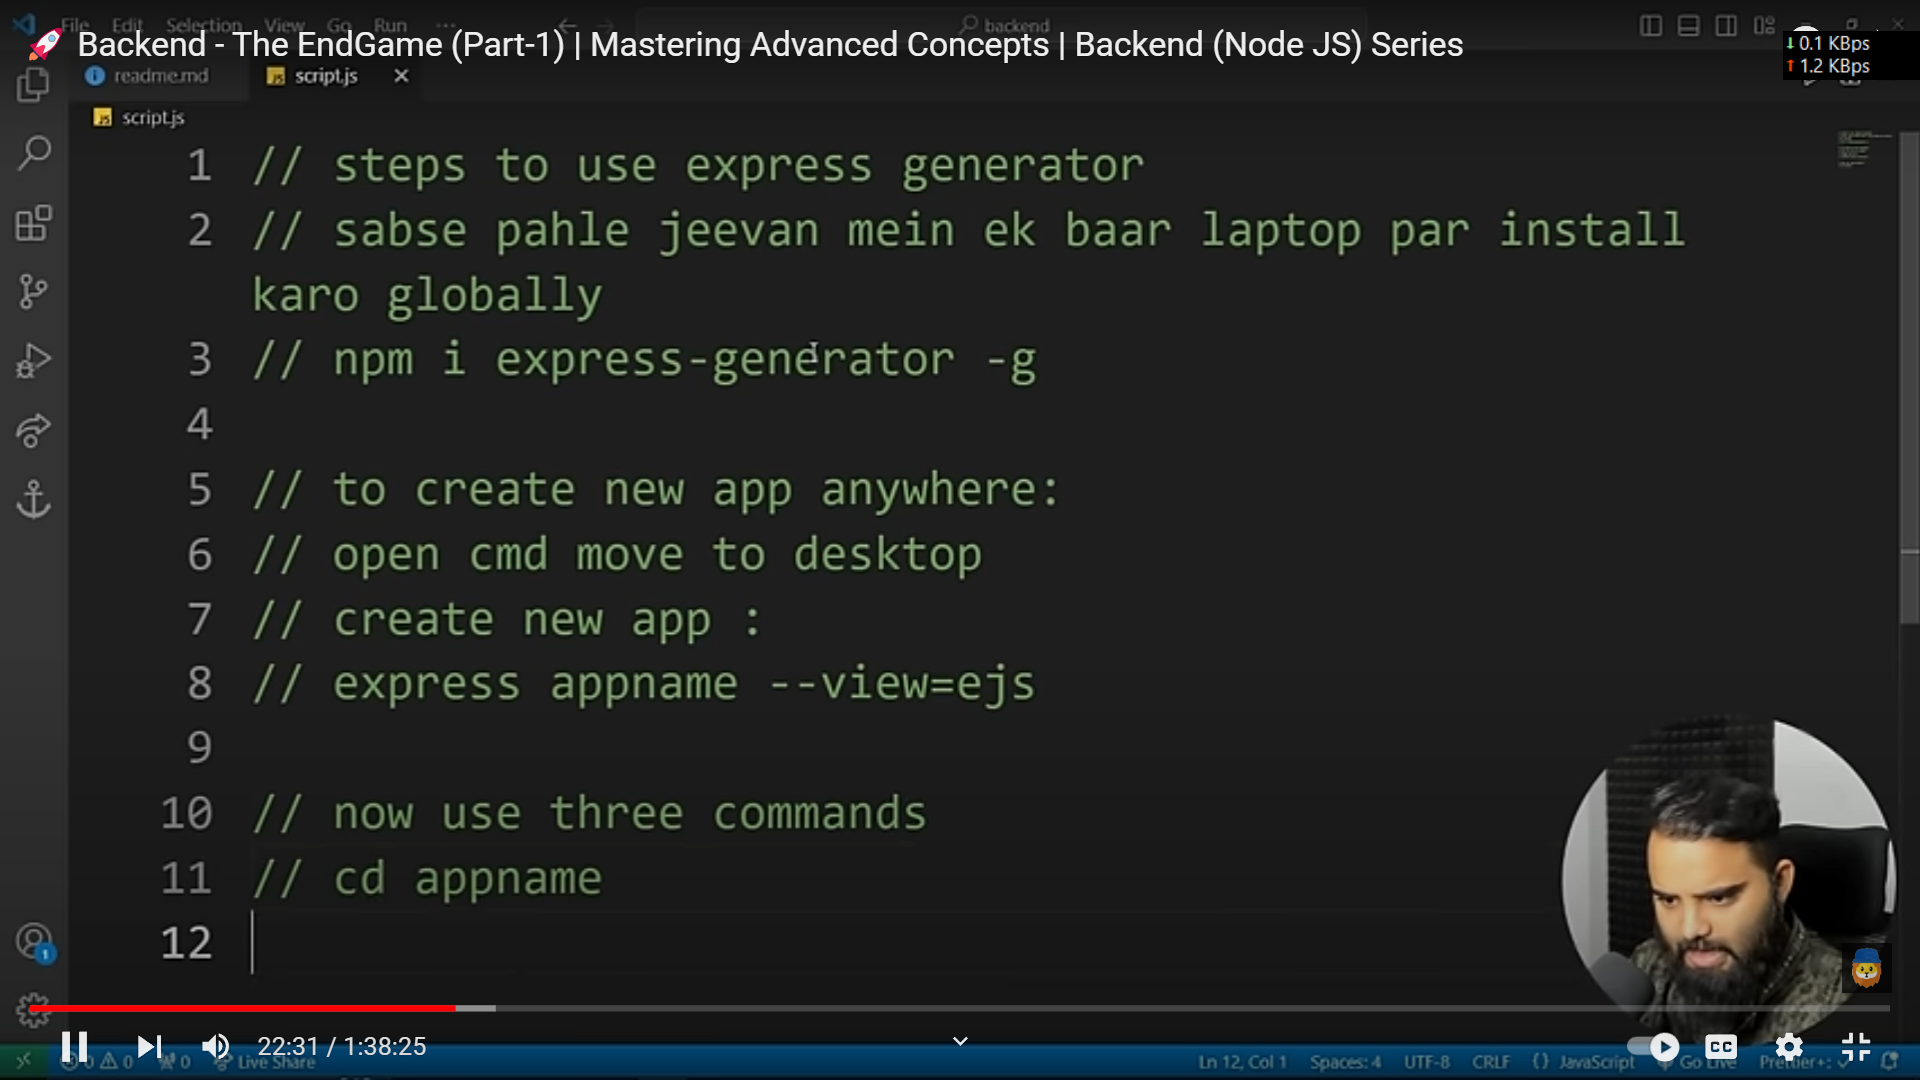 File Edit Selection View Go Run ··· backend
🚀 Backend - The EndGame (Part-1) | Mastering Advanced Concepts | Backend (Node JS) Series
↓ 0.1 KBps
↑ 1.2 KBps
readme.md script.js
script.js
1 // steps to use express generator
2 // sabse pahle jeevan mein ek baar laptop par install
karo globally
3 // npm i express-generator -g
4
5 // to create new app anywhere:
6 // open cmd move to desktop
7 // create new app :
8 // express appname --view=ejs
9
10 // now use three commands
11 // cd appname
12
1
22:31 / 1:38:25 CC
0 0 0 Live Share Ln 12, Col 1 Spaces: 4 UTF-8 CRLF {} JavaScript Go Live Prettier+: